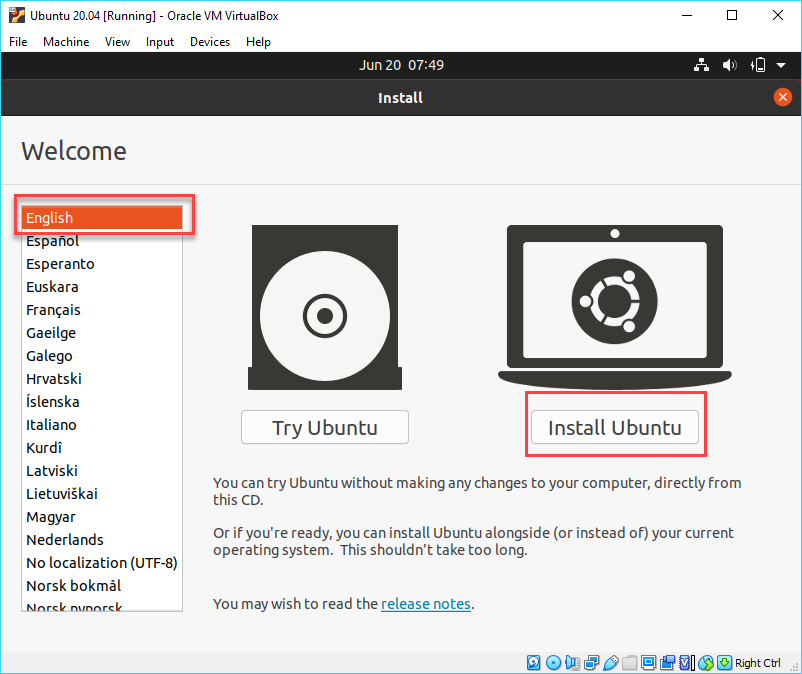 Ubuntu 20.04 [Running] - Oracle VM VirtualBox
File Machine View Input Devices Help
Jun 20 07:49
Install
Welcome
English
Español
Esperanto
Euskara
Français
Gaeilge
Galego
Hrvatski
Íslenska
Italiano
Kurdî
Latviski
Lietuviškai
Magyar
Nederlands
No localization (UTF-8)
Norsk bokmål
Norsk nynorsk
Try Ubuntu
Install Ubuntu
You can try Ubuntu without making any changes to your computer, directly from
this CD.
Or if you're ready, you can install Ubuntu alongside (or instead of) your current
operating system. This shouldn't take too long.
You may wish to read the release notes.
Right Ctrl